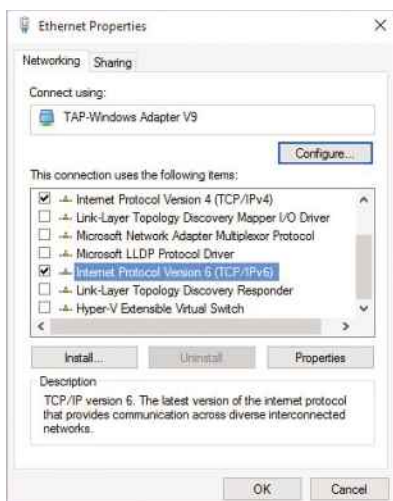 Ethernet Properties
Networking Sharing
Connect using:
TAP-Windows Adapter V9
Configure...
This connection uses the following items:
Internet Protocol Version 4 (TCP/IPv4)
Link-Layer Topology Discovery Mapper I/O Driver
Microsoft Network Adapter Multiplexor Protocol
Microsoft LLDP Protocol Driver
Internet Protocol Version 6 (TCP/IPv6)
Link-Layer Topology Discovery Responder
Hyper-V Extensible Virtual Switch
Install... Uninstall Properties
Description
TCP/IP version 6. The latest version of the internet protocol
that provides communication across diverse interconnected
networks.
OK Cancel